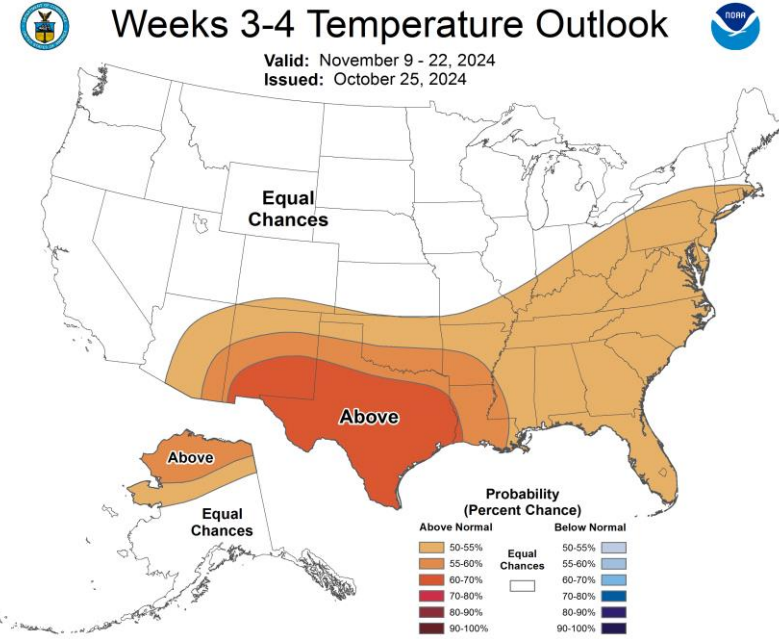 Weeks 3-4 Temperature Outlook
NOAA
Valid: November 9 - 22, 2024
Issued: October 25, 2024
Equal
Chances
Above
Above
Equal
Chances
Probability
(Percent Chance)
Above Normal
50-55%
55-60%
60-70%
70-80%
80-90%
90-100%
Equal
Chances
Below Normal
50-55%
55-60%
60-70%
70-80%
80-90%
90-100%